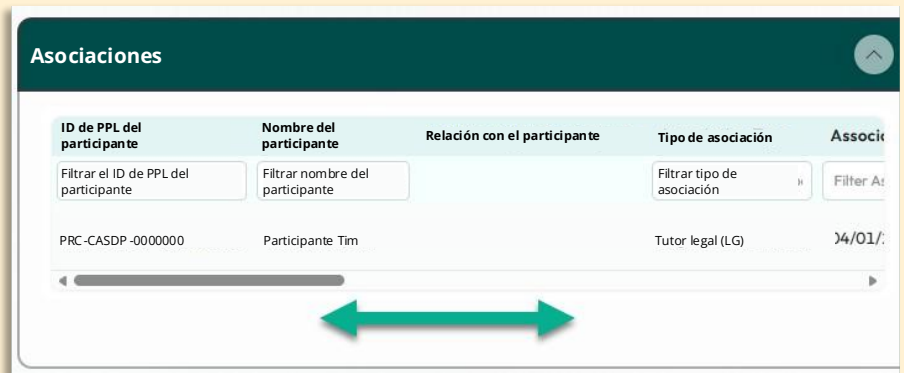 Asociaciones
ID de PPL del
participante
Nombre del
participante
Relación con el participante
Tipo de asociación
Filtrar el ID de PPL del
participante
Filtrar nombre del
participante
Filtrar tipo de
asociación
Filter
PRC-CASDP-0000000
Participante Tim
Tutor legal (LG)